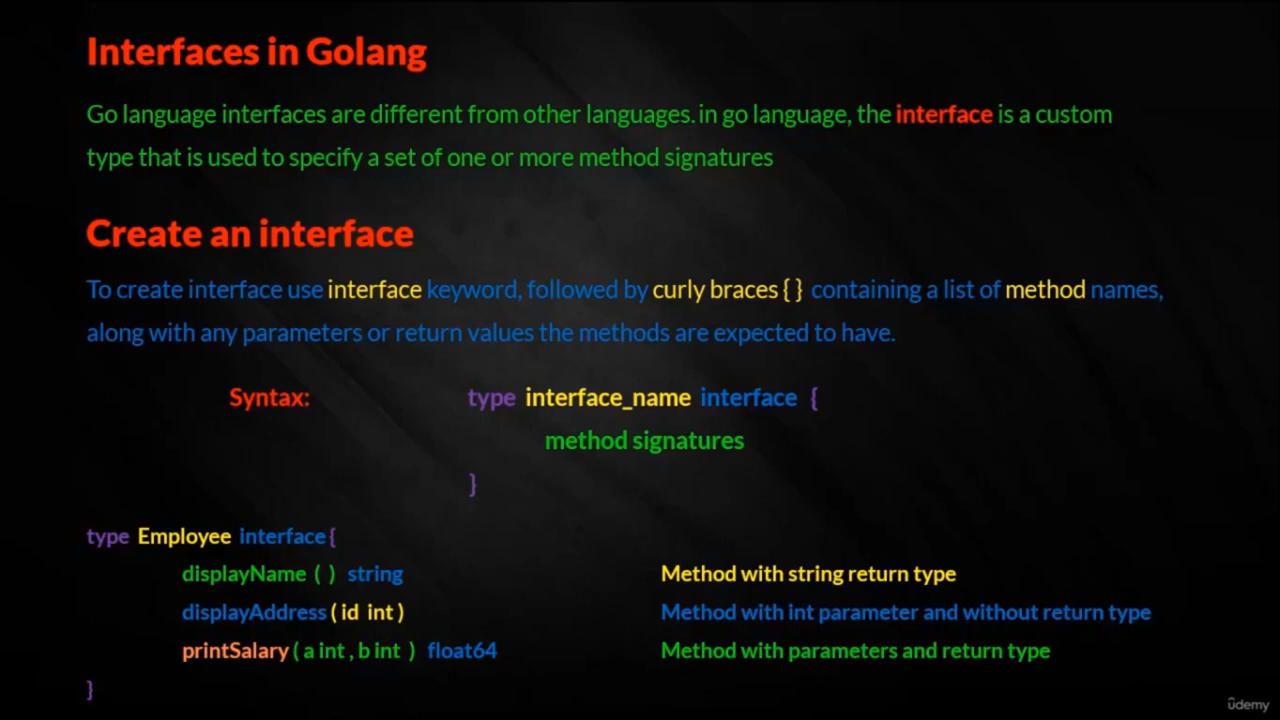 Interfaces in Golang
Go language interfaces are different from other languages. in go language, the interface is a custom
type that is used to specify a set of one or more method signatures
Create an interface
To create interface use interface keyword, followed by curly braces { } containing a list of method names,
along with any parameters or return values the methods are expected to have.
Syntax: type interface_name interface {
method signatures
}
type Employee interface{
displayName ( ) string Method with string return type
displayAddress ( id int ) Method with int parameter and without return type
printSalary ( a int , b int ) float64 Method with parameters and return type
}
ûdemy